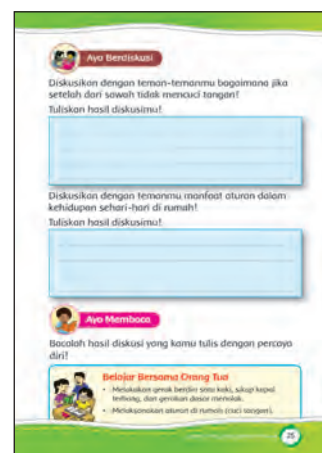 Ayo Berdiskusi
Diskusikan dengan teman-temanmu bagaimana jika
setelah dari sawah tidak mencuci tangan!
Tuliskan hasil diskusimu!
Diskusikan dengan temanmu manfaat aturan dalam
kehidupan sehari-hari di rumah!
Tuliskan hasil diskusimu!
Ayo Membaca
Bacalah hasil diskusi yang kamu tulis dengan percaya
diri!
Belajar Bersama Orang Tua
• Melakukan gerak berdiri satu kaki, sikap kapal
terbang, dan gerakan dasar menolak.
• Melaksanakan aturan di rumah (cuci tangan).
25